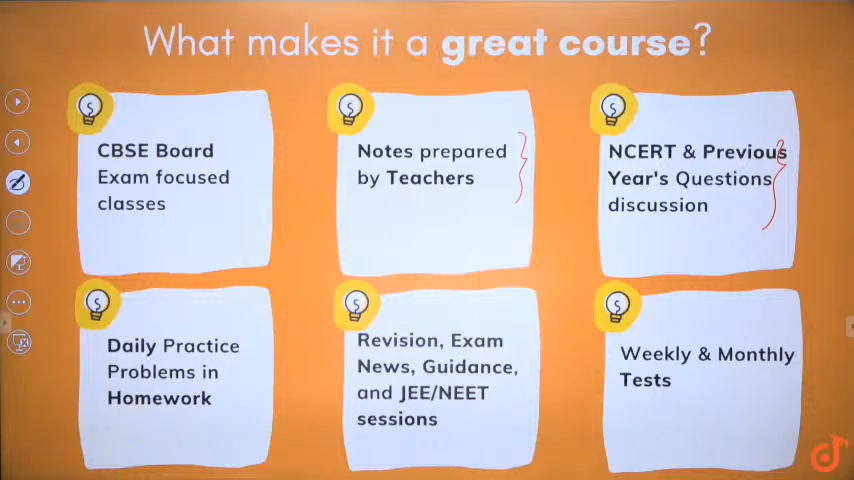 What makes it a great course?
CBSE Board
Exam focused
classes
Notes prepared
by Teachers
NCERT & Previous
Year's Questions
discussion
Daily Practice
Problems in
Homework
Revision, Exam
News, Guidance,
and JEE/NEET
sessions
Weekly & Monthly
Tests